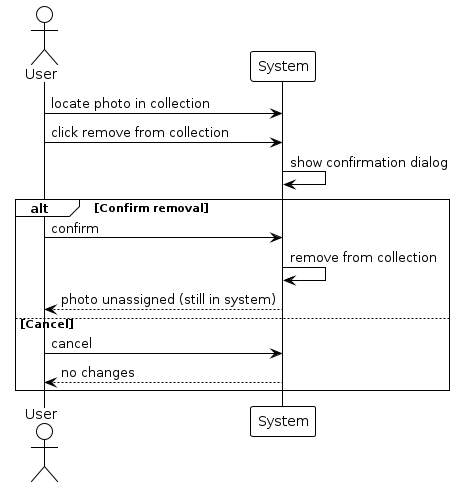 User
System
locate photo in collection
click remove from collection
show confirmation dialog
alt [Confirm removal]
confirm
remove from collection
photo unassigned (still in system)
[Cancel]
cancel
no changes
User
System